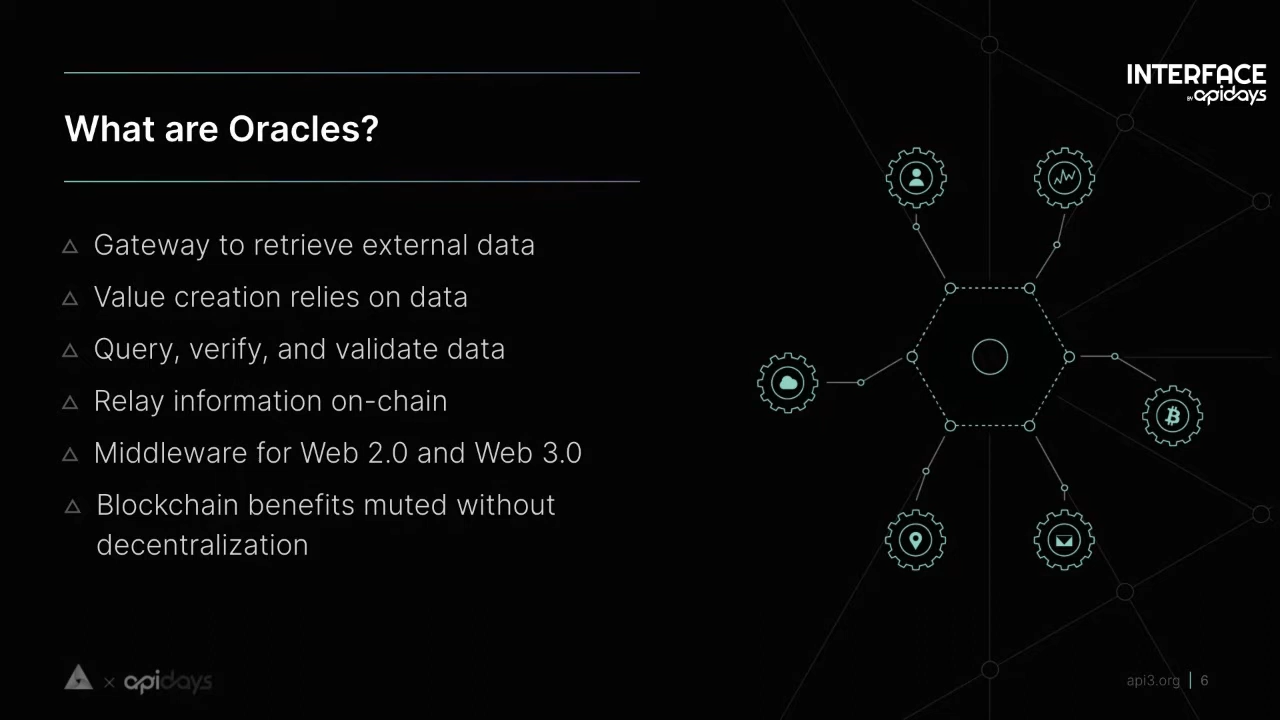 INTERFACE
BY apidays
What are Oracles?
Gateway to retrieve external data
Value creation relies on data
Query, verify, and validate data
Relay information on-chain
Middleware for Web 2.0 and Web 3.0
Blockchain benefits muted without
decentralization
× apidays
api3.org | 6